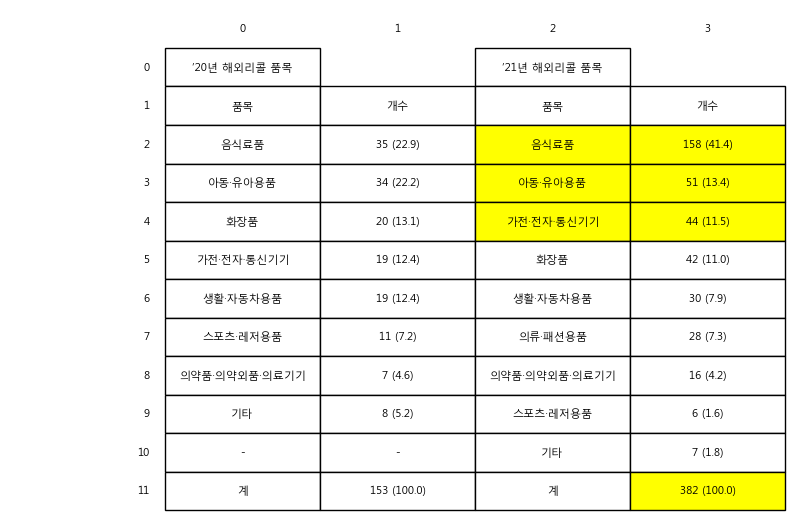 0 1 2 3
0 '20년 해외리콜 품목 '21년 해외리콜 품목
1 품목 개수 품목 개수
2 음식료품 35 (22.9) 음식료품 158 (41.4)
3 아동·유아용품 34 (22.2) 아동·유아용품 51 (13.4)
4 화장품 20 (13.1) 가전·전자·통신기기 44 (11.5)
5 가전·전자·통신기기 19 (12.4) 화장품 42 (11.0)
6 생활·자동차용품 19 (12.4) 생활·자동차용품 30 (7.9)
7 스포츠·레저용품 11 (7.2) 의류·패션용품 28 (7.3)
8 의약품·의약외품·의료기기 7 (4.6) 의약품·의약외품·의료기기 16 (4.2)
9 기타 8 (5.2) 스포츠·레저용품 6 (1.6)
10 - - 기타 7 (1.8)
11 계 153 (100.0) 계 382 (100.0)